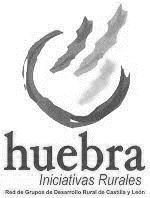 huebra
Iniciativas Rurales
Red de Grupos de Desarrollo Rural de Castilla y León